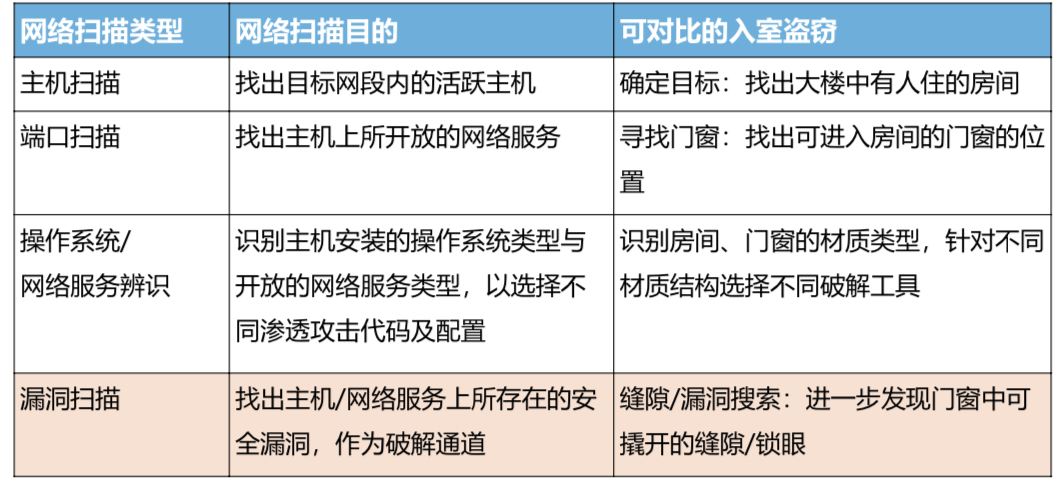 网络扫描类型
网络扫描目的
可对比的入室盗窃
主机扫描
找出目标网段内的活跃主机
确定目标：找出大楼中有人住的房间
端口扫描
找出主机上所开放的网络服务
寻找门窗：找出可进入房间的门窗的位
置
操作系统/
网络服务辨识
识别主机安装的操作系统类型与
开放的网络服务类型，以选择不
同渗透攻击代码及配置
识别房间、门窗的材质类型，针对不同
材质结构选择不同破解工具
漏洞扫描
找出主机/网络服务上所存在的安
全漏洞，作为破解通道
缝隙/漏洞搜索：进一步发现门窗中可
撬开的缝隙/锁眼